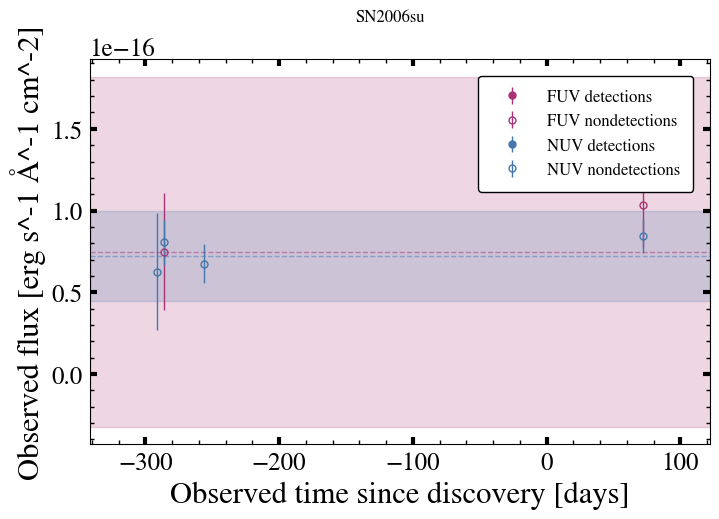 SN2006su
1e−16
FUV detections
FUV nondetections
NUV detections
NUV nondetections
1.5
1.0
0.5
0.0
Observed flux [erg s^-1 Å^-1 cm^-2]
−300 −200 −100 0 100
Observed time since discovery [days]